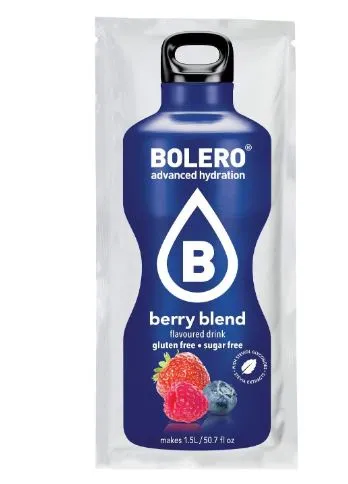 BOLERO®
advanced hydration
B
berry blend
flavoured drink
gluten free • sugar free
makes 1.5L / 50.7 fl oz